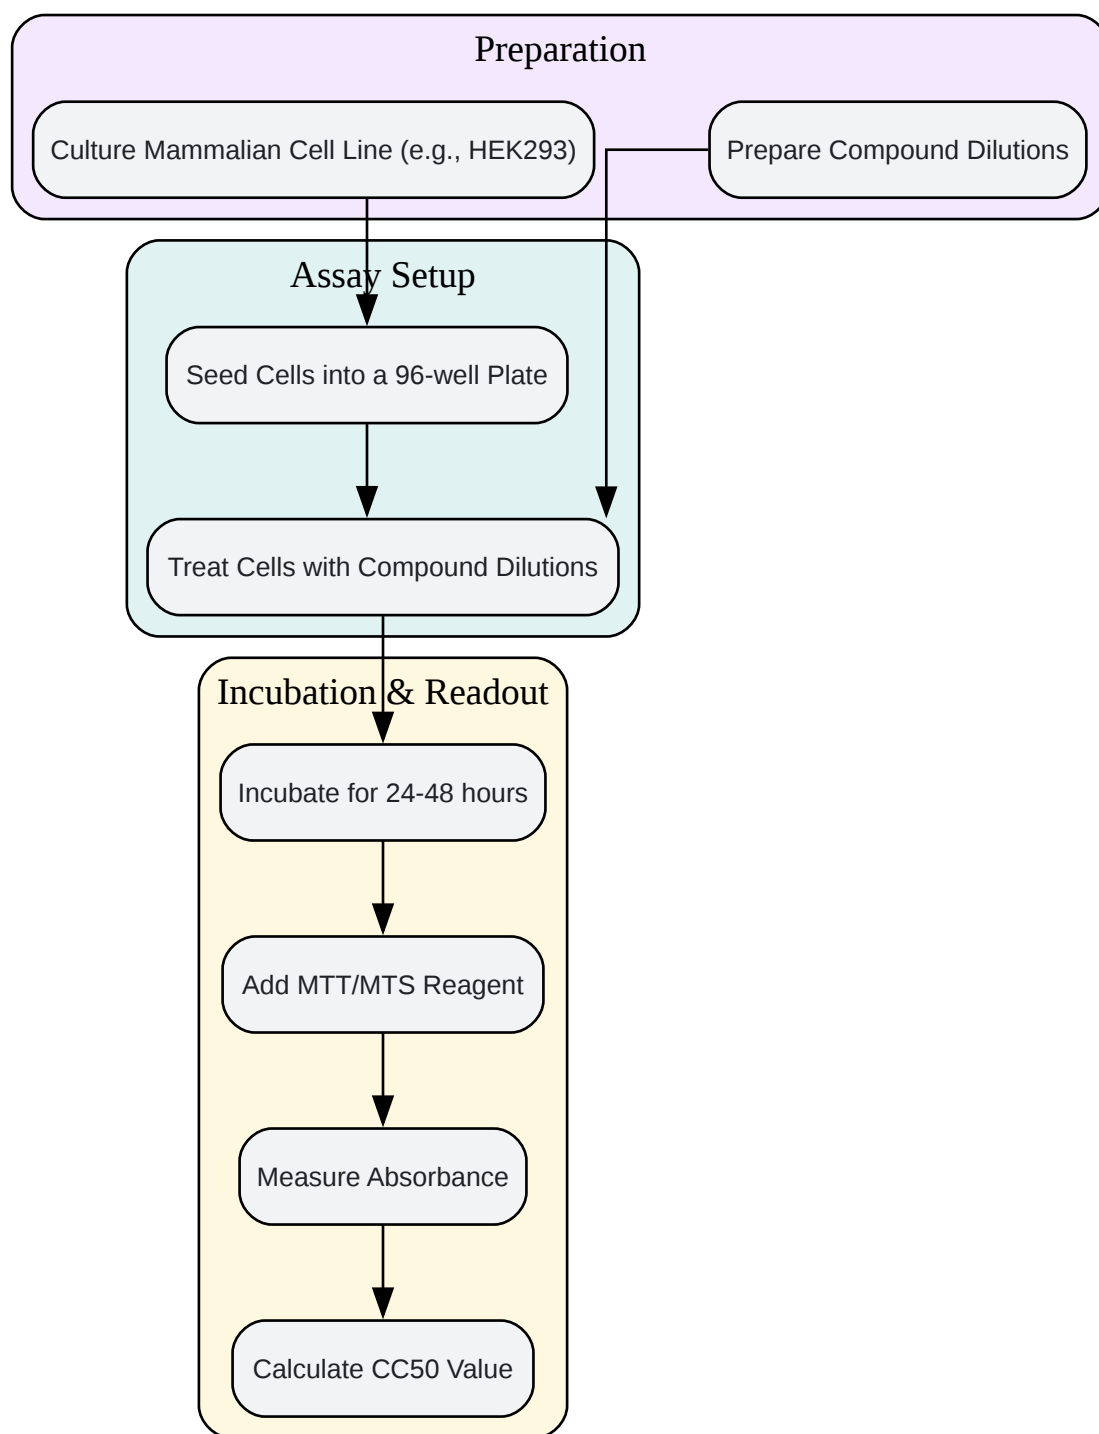 Preparation
Culture Mammalian Cell Line (e.g., HEK293)
Prepare Compound Dilutions
Assay Setup
Seed Cells into a 96-well Plate
Treat Cells with Compound Dilutions
Incubation & Readout
Incubate for 24-48 hours
Add MTT/MTS Reagent
Measure Absorbance
Calculate CC50 Value